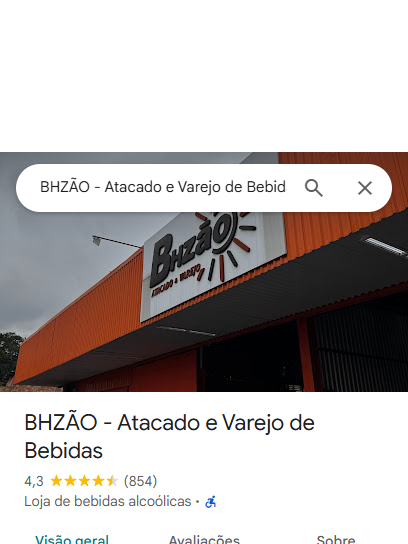 BHZÃO - Atacado e Varejo de Bebid
BHZÃO
ATACADO & VAREJO
BHZÃO - Atacado e Varejo de
Bebidas
4,3 (854)
Loja de bebidas alcoólicas ·
Visão geral Avaliações Sobre